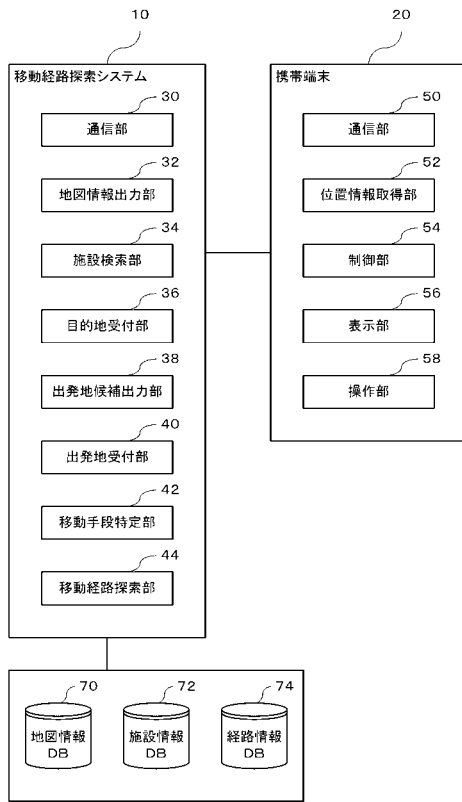 10
移動経路探索システム
30
通信部
32
地図情報出力部
34
施設検索部
36
目的地受付部
38
出発地候補出力部
40
出発地受付部
42
移動手段特定部
44
移動経路探索部
20
携帯端末
50
通信部
52
位置情報取得部
54
制御部
56
表示部
58
操作部
70
地図情報
DB
72
施設情報
DB
74
経路情報
DB